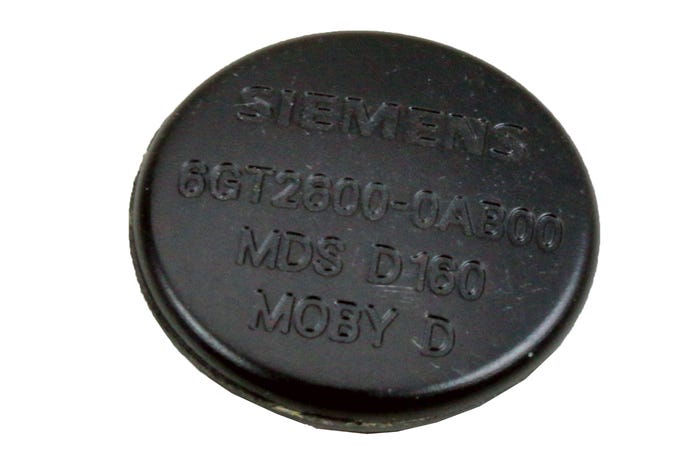 SIEMENS
6GT2600-0AB00
MDS D160
MOBY D